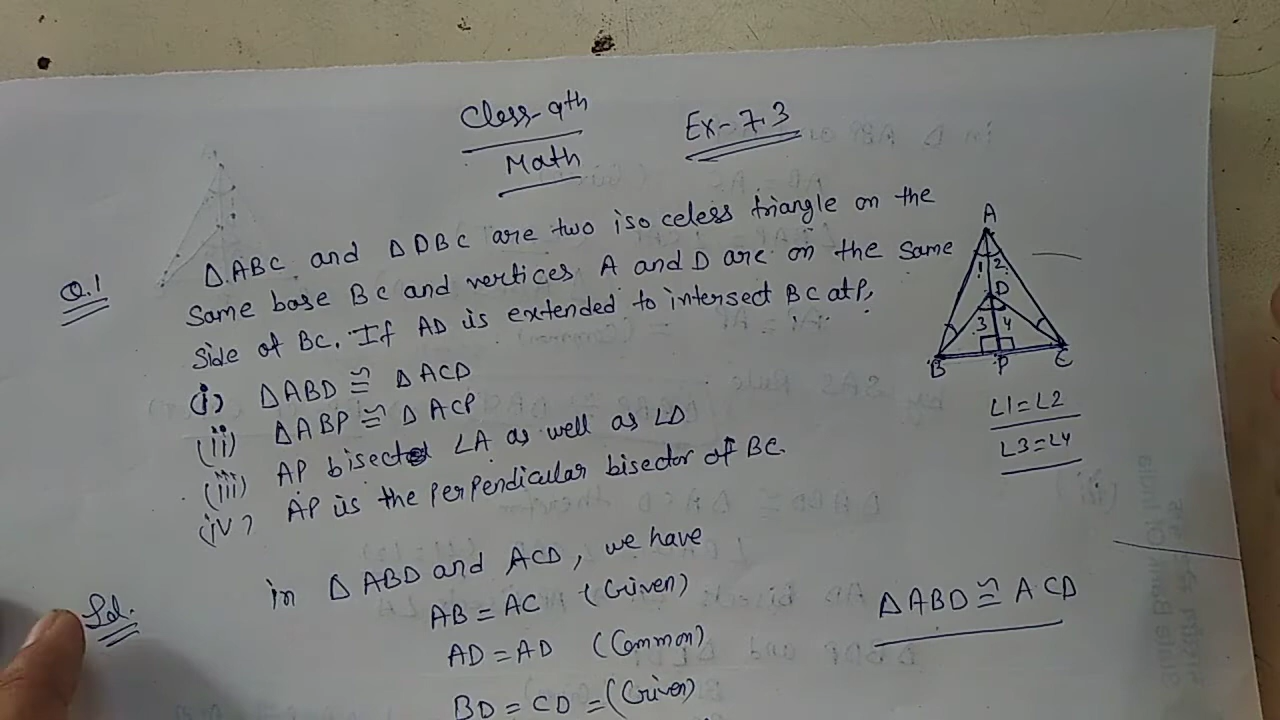 Class-9th
Math
Ex-7.3
Q.1
Δ.ABC and ΔDBC are two isoceless triangle on the
Same base BC and vertices A and D are on the same
Side of BC. If AD is extended to intersect BC at P,
(i) ΔABD ≅ ΔACD
(ii) ΔABP ≅ ΔACP
(iii) AP bisect ∠A as well as ∠D
(iv) AP is the perpendicular bisector of BC.
A
1 2
D
3 4
B P C
∠1=∠2
∠3=∠4
Sol.
in ΔABD and ACD, we have
AB = AC (Given)
AD = AD (Common)
BD = CD = (Given)
ΔABD ≅ ACD